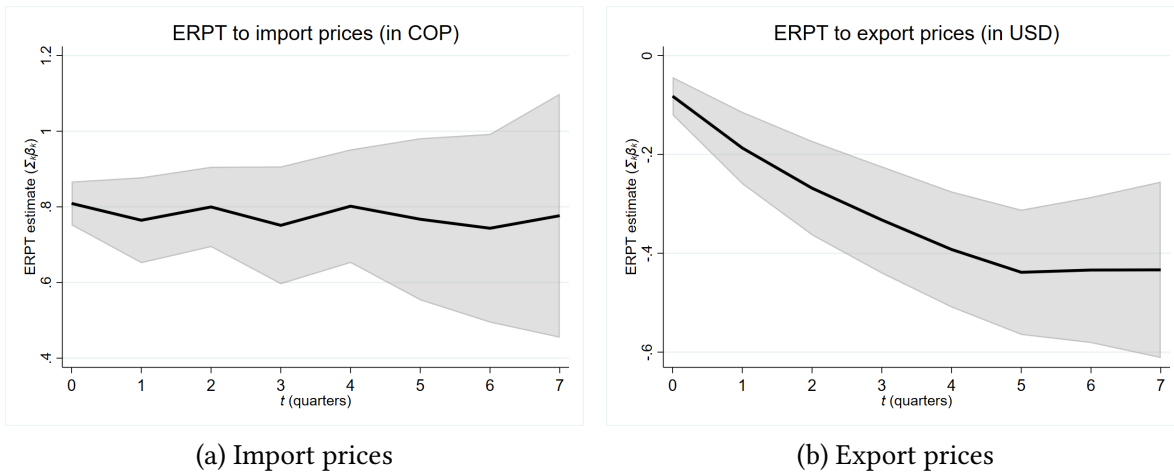 ERPT to import prices (in COP)
ERPT estimate (Σₖβₖ)
1.2
1
.8
.6
.4
0 1 2 3 4 5 6 7
t (quarters)
(a) Import prices
ERPT to export prices (in USD)
ERPT estimate (Σₖβₖ)
0
-.2
-.4
-.6
0 1 2 3 4 5 6 7
t (quarters)
(b) Export prices